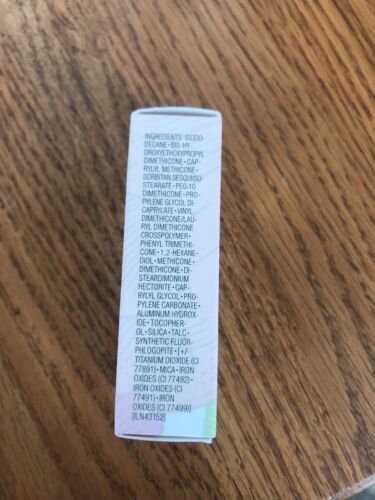 INGREDIENTS: ISODO-
DECANE • BIS-HY-
DROXYETHOXYPROPYL
DIMETHICONE • CAP-
RYLYL METHICONE •
SORBITAN SESQUISO-
STEARATE • PEG-10
DIMETHICONE • PRO-
PYLENE GLYCOL DI-
CAPRYLATE • VINYL
DIMETHICONE/LAU-
RYL DIMETHICONE
CROSSPOLYMER •
PHENYL TRIMETHI-
CONE • 1,2-HEXANE-
DIOL • METHICONE •
DIMETHICONE • DI-
STEARDIMONIUM
HECTORITE • CAP-
RYLYL GLYCOL • PRO-
PYLENE CARBONATE •
ALUMINUM HYDROX-
IDE • TOCOPHER-
OL • SILICA • TALC •
SYNTHETIC FLUOR-
PHLOGOPITE • [+/-
TITANIUM DIOXIDE (CI
77891) • MICA • IRON
OXIDES (CI 77492) •
IRON OXIDES (CI
77491) • IRON
OXIDES (CI 77499)]
[ILN43152]